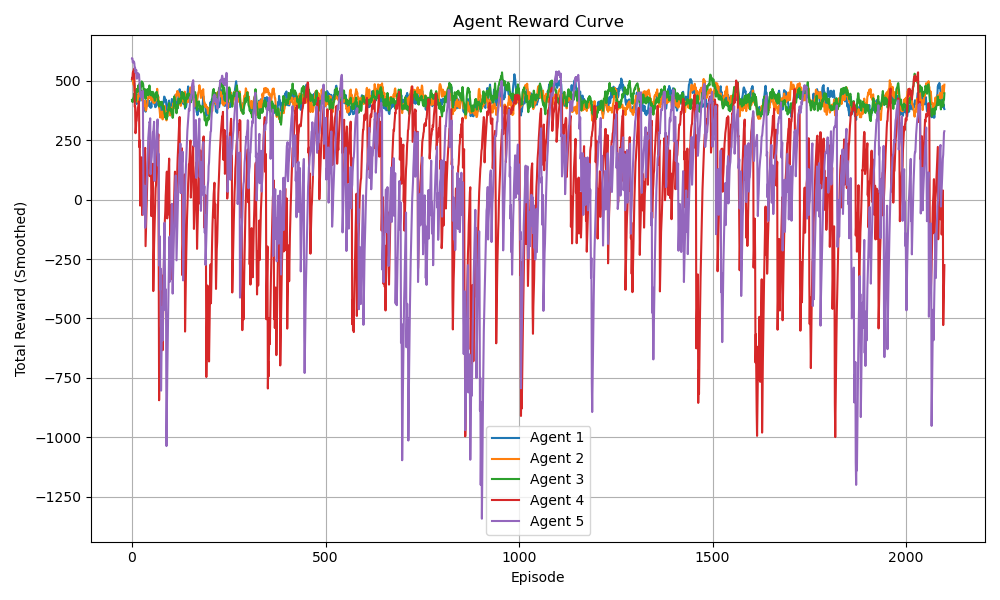 Agent Reward Curve
Total Reward (Smoothed)
500
250
0
−250
−500
−750
−1000
−1250
Agent 1
Agent 2
Agent 3
Agent 4
Agent 5
0 500 1000 1500 2000
Episode